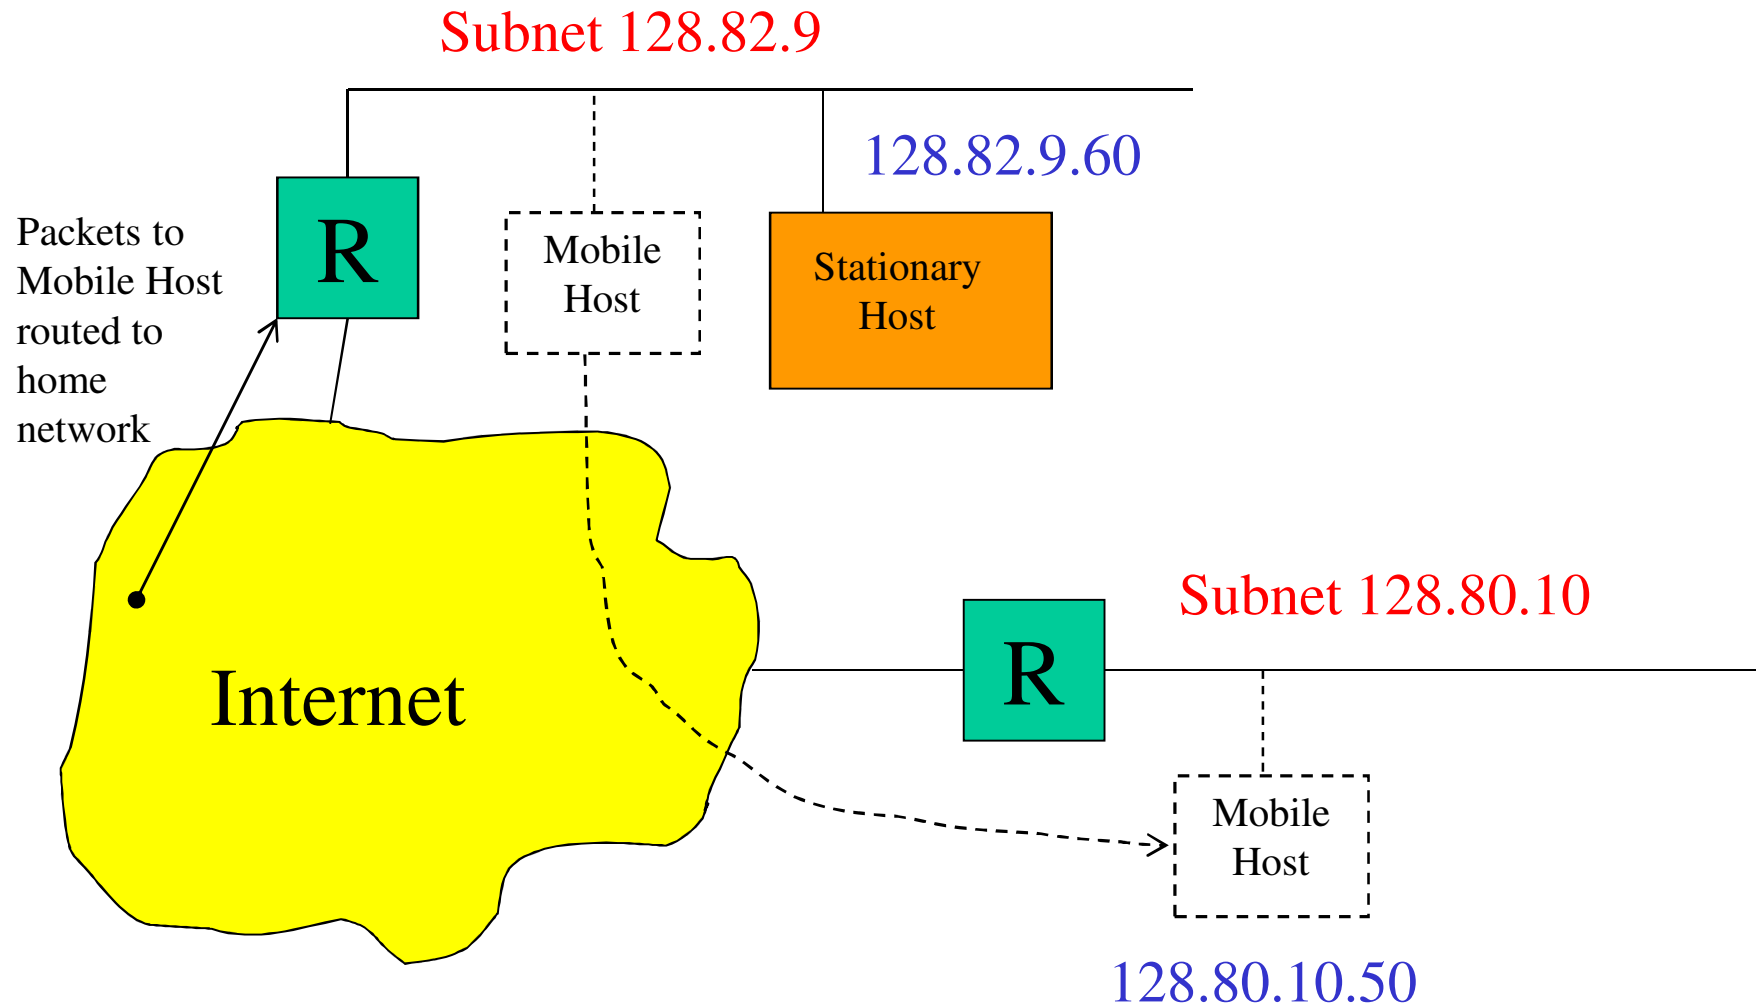 Subnet 128.82.9
128.82.9.60
Packets to
Mobile Host
routed to
home
network
R
Mobile
Host
Stationary
Host
Internet
Subnet 128.80.10
R
Mobile
Host
128.80.10.50